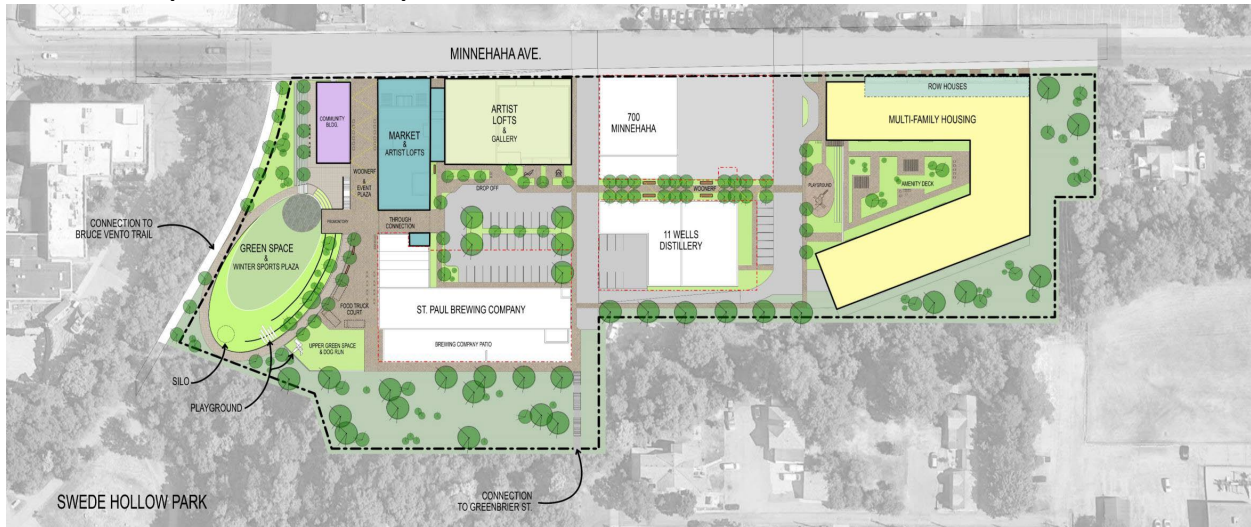 MINNEHAHA AVE.
COMMUNITY
BLDG.
MARKET
&
ARTIST LOFTS
ARTIST
LOFTS
&
GALLERY
700
MINNEHAHA
ROW HOUSES
MULTI-FAMILY HOUSING
WOONERF
&
EVENT
PLAZA
DROP OFF
WOONERF
PLAYGROUND
AMENITY DECK
PROMONTORY
THROUGH
CONNECTION
CONNECTION TO
BRUCE VENTO TRAIL
GREEN SPACE
&
WINTER SPORTS PLAZA
11 WELLS
DISTILLERY
FOOD TRUCK
COURT
ST. PAUL BREWING COMPANY
UPPER GREEN SPACE
& DOG RUN
BREWING COMPANY PATIO
SILO
PLAYGROUND
SWEDE HOLLOW PARK
CONNECTION
TO GREENBRIER ST.